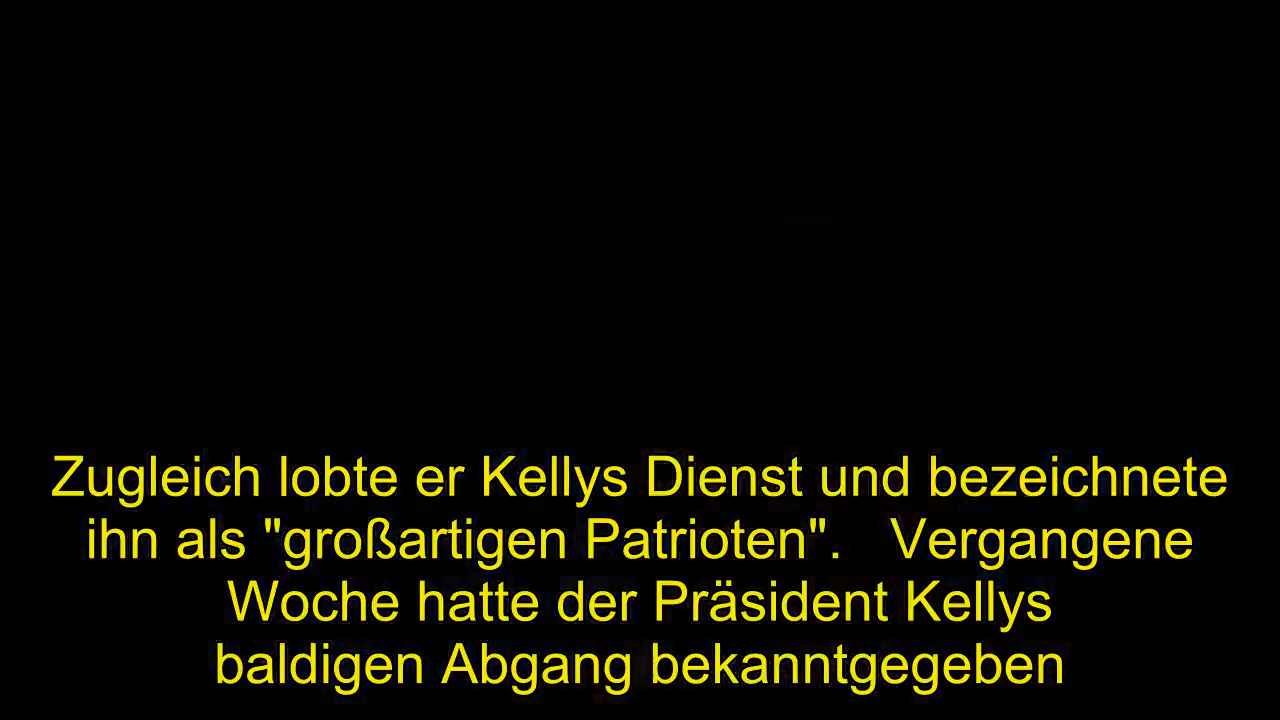 Zugleich lobte er Kellys Dienst und bezeichnete
ihn als "großartigen Patrioten".   Vergangene
Woche hatte der Präsident Kellys
baldigen Abgang bekanntgegeben